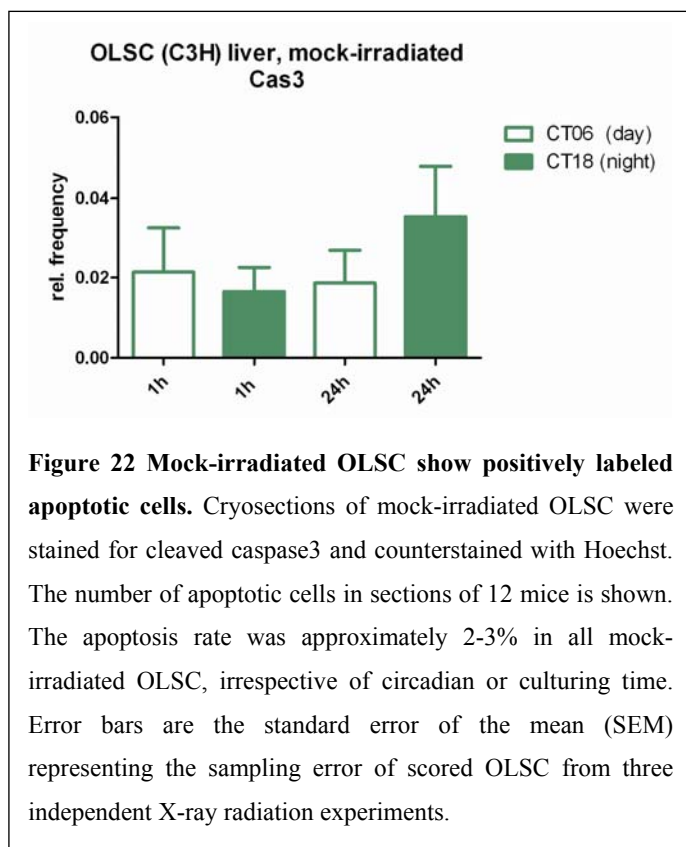 OLSC (C3H) liver, mock-irradiated
Cas3
0.06
0.04
0.02
0.00
rel. frequency
1h
1h
24h
24h
CT06 (day)
CT18 (night)
Figure 22 Mock-irradiated OLSC show positively labeled
apoptotic cells. Cryosections of mock-irradiated OLSC were
stained for cleaved caspase3 and counterstained with Hoechst.
The number of apoptotic cells in sections of 12 mice is shown.
The apoptosis rate was approximately 2-3% in all mock-
irradiated OLSC, irrespective of circadian or culturing time.
Error bars are the standard error of the mean (SEM)
representing the sampling error of scored OLSC from three
independent X-ray radiation experiments.